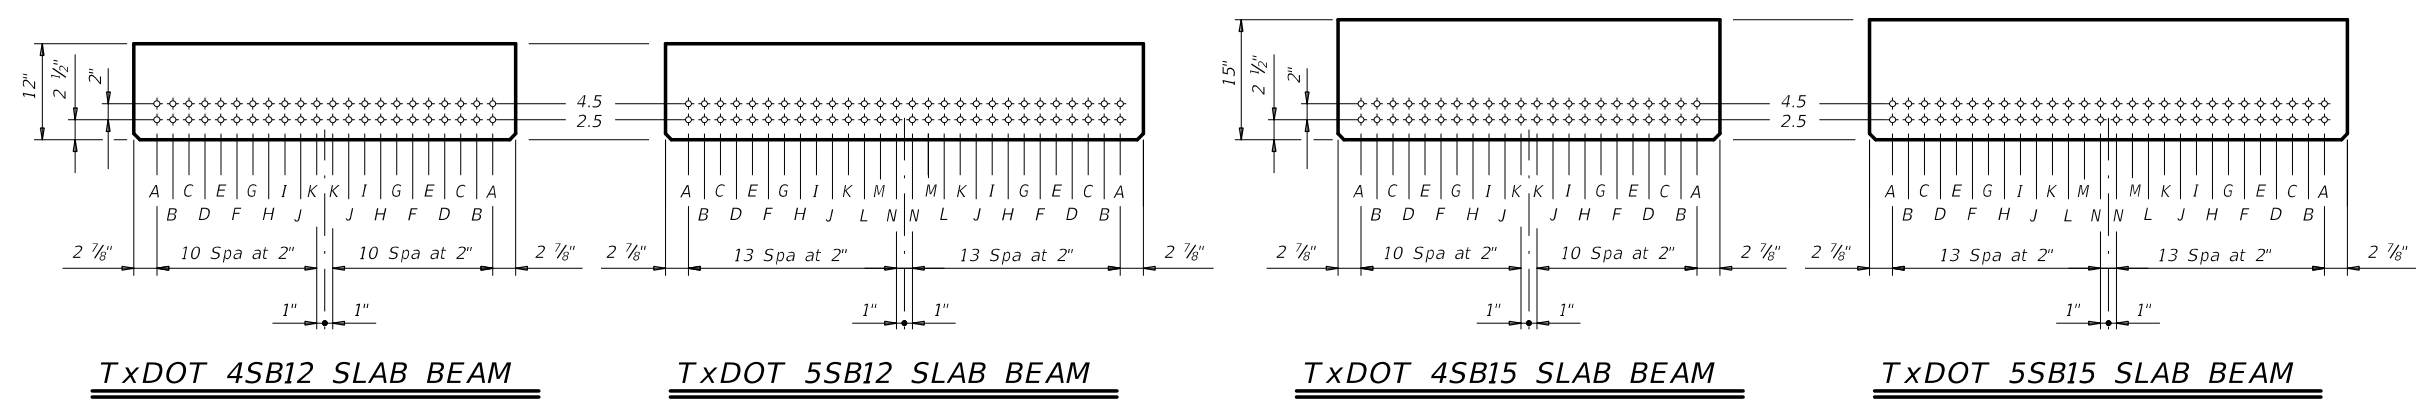 12" 2 ½" 2" 4.5 15" 2 ½" 2" 4.5
2.5 2.5
A C E G I K K I G E C A A C E G I K M M K I G E C A A C E G I K K I G E C A A C E G I K M M K I G E C A
B D F H J J H F D B B D F H J L N N L J H F D B B D F H J J H F D B B D F H J L N N L J H F D B
2 ⅞" 10 Spa at 2" 10 Spa at 2" 2 ⅞" 2 ⅞" 13 Spa at 2" 13 Spa at 2" 2 ⅞" 2 ⅞" 10 Spa at 2" 10 Spa at 2" 2 ⅞" 2 ⅞" 13 Spa at 2" 13 Spa at 2" 2 ⅞"
1" 1" 1" 1" 1" 1" 1" 1"
TxDOT 4SB12 SLAB BEAM TxDOT 5SB12 SLAB BEAM TxDOT 4SB15 SLAB BEAM TxDOT 5SB15 SLAB BEAM